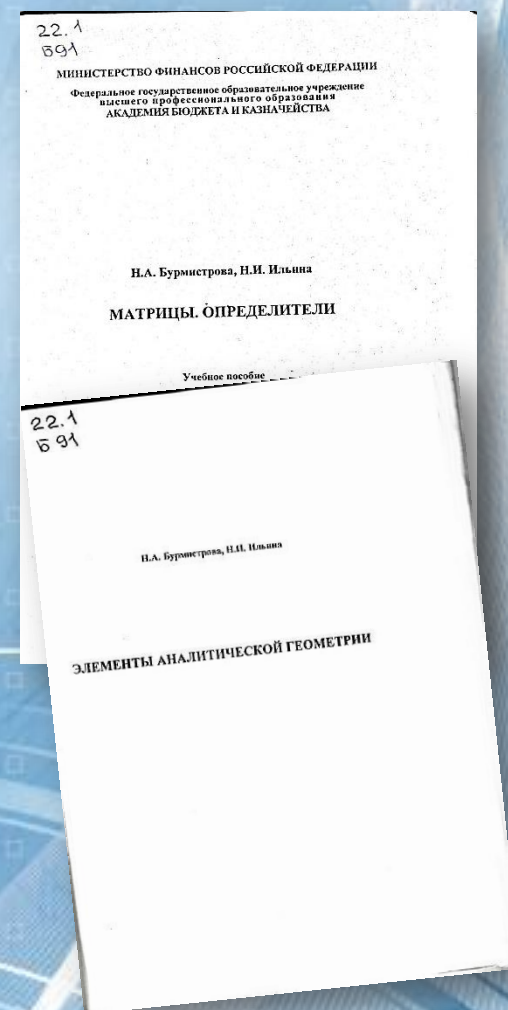 22.1
Б91
МИНИСТЕРСТВО ФИНАНСОВ РОССИЙСКОЙ ФЕДЕРАЦИИ
Федеральное государственное образовательное учреждение
высшего профессионального образования
АКАДЕМИЯ БЮДЖЕТА И КАЗНАЧЕЙСТВА
Н.А. Бурмистрова, Н.И. Ильина
МАТРИЦЫ. ОПРЕДЕЛИТЕЛИ
Учебное пособие
22.1
Б 91
Н.А. Бурмистрова, Н.И. Ильина
ЭЛЕМЕНТЫ АНАЛИТИЧЕСКОЙ ГЕОМЕТРИИ